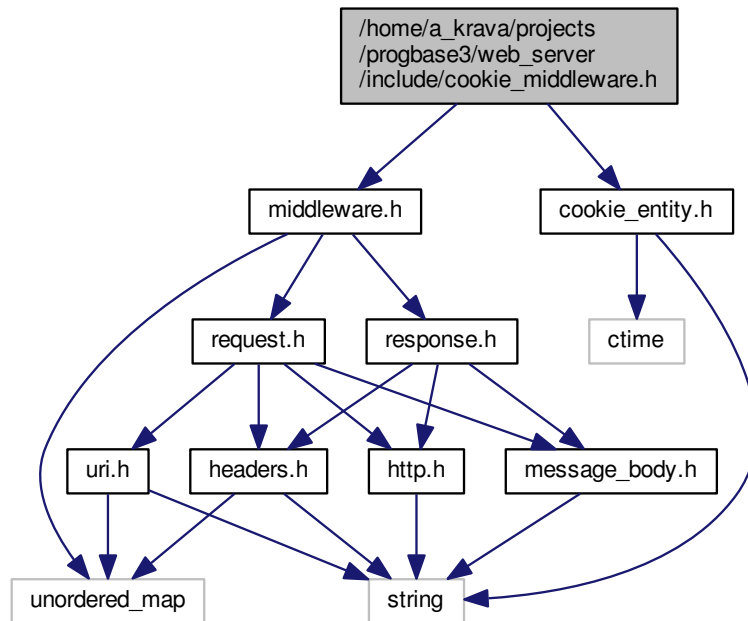 /home/a_krava/projects
/progbase3/web_server
/include/cookie_middleware.h
middleware.h
cookie_entity.h
request.h
response.h
ctime
uri.h
headers.h
http.h
message_body.h
unordered_map
string